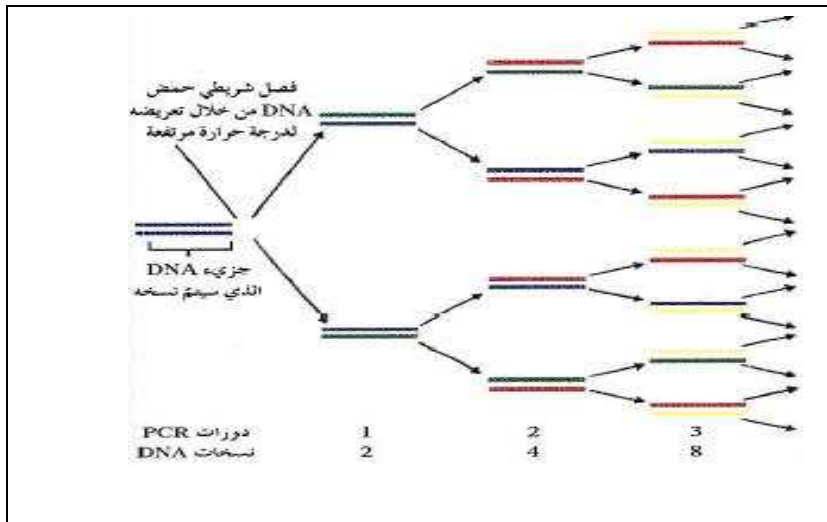 فصل شريطي حمض
DNA من خلال تعريضه
لدرجة حرارة مرتفعة
جزيء DNA
الذي سيتم نسخه
دورات PCR 1 2 3
نسخات DNA 2 4 8